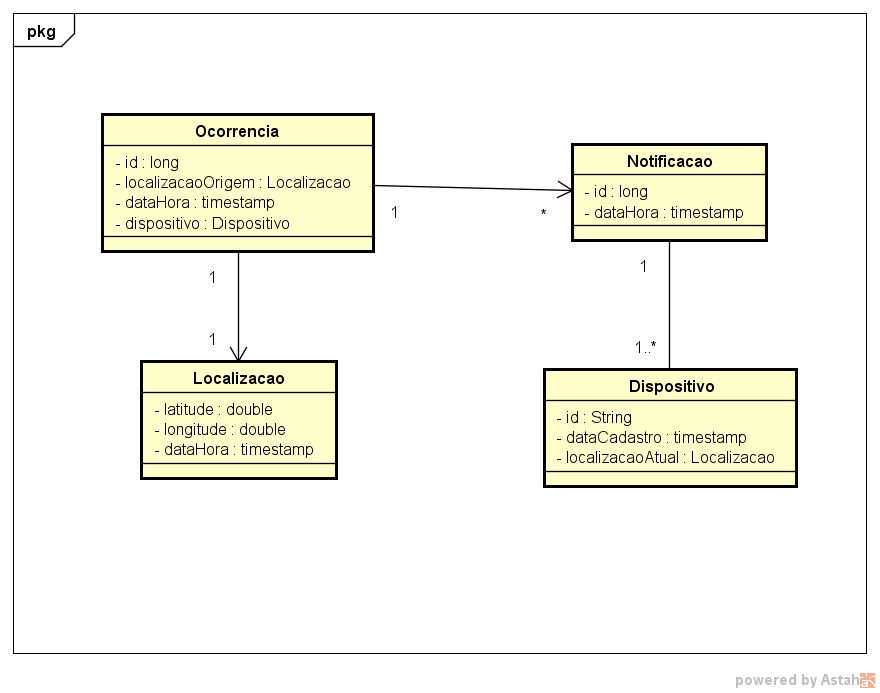 pkg
Ocorrencia
- id : long
- localizacaoOrigem : Localizacao
- dataHora : timestamp
- dispositivo : Dispositivo
1
*
Notificacao
- id : long
- dataHora : timestamp
1
1
Localizacao
- latitude : double
- longitude : double
- dataHora : timestamp
1
1..*
Dispositivo
- id : String
- dataCadastro : timestamp
- localizacaoAtual : Localizacao
powered by Astah